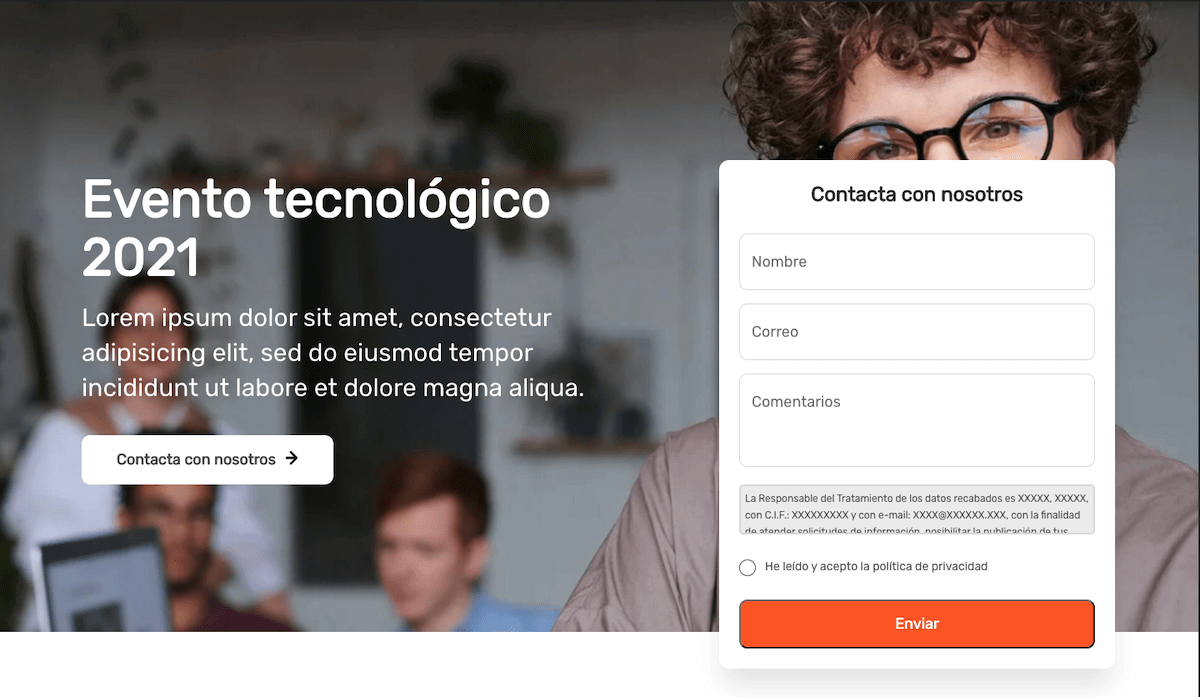 Evento tecnológico
2021
Lorem ipsum dolor sit amet, consectetur
adipisicing elit, sed do eiusmod tempor
incididunt ut labore et dolore magna aliqua.
Contacta con nosotros →
Contacta con nosotros
Nombre
Correo
Comentarios
La Responsable del Tratamiento de los datos recabados es XXXXX, XXXXX,
con C.I.F.: XXXXXXXXX y con e-mail: XXXX@XXXXXX.XXX, con la finalidad
de atender solicitudes de información, posibilitar la publicación de tus
He leído y acepto la política de privacidad
Enviar